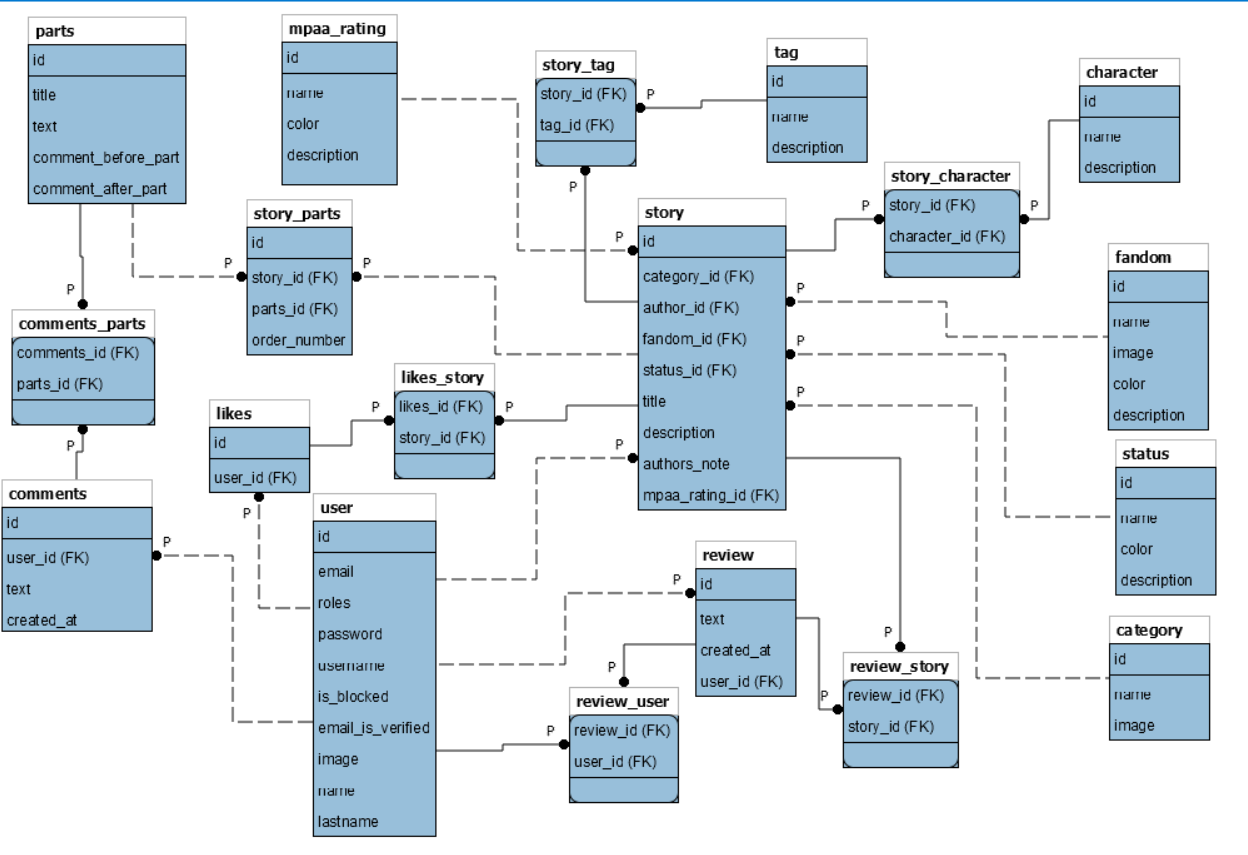 parts
id
title
text
comment_before_part
comment_after_part
mpaa_rating
id
name
color
description
story_tag
story_id (FK)
tag_id (FK)
P
P
tag
id
name
description
character
id
name
description
story_character
story_id (FK)
character_id (FK)
P
P
story_parts
id
story_id (FK)
parts_id (FK)
order_number
P
P
story
P
id
category_id (FK)
author_id (FK)
fandom_id (FK)
status_id (FK)
title
description
authors_note
mpaa_rating_id (FK)
P
P
P
P
fandom
id
name
image
color
description
P
comments_parts
comments_id (FK)
parts_id (FK)
P
likes_story
likes_id (FK)
story_id (FK)
P
P
likes
id
user_id (FK)
P
status
id
name
color
description
comments
id
user_id (FK)
text
created_at
P
user
id
email
roles
password
username
is_blocked
email_is_verified
image
name
lastname
review
P
id
text
created_at
user_id (FK)
P
review_user
P
review_id (FK)
user_id (FK)
P
review_story
P
review_id (FK)
story_id (FK)
category
id
name
image